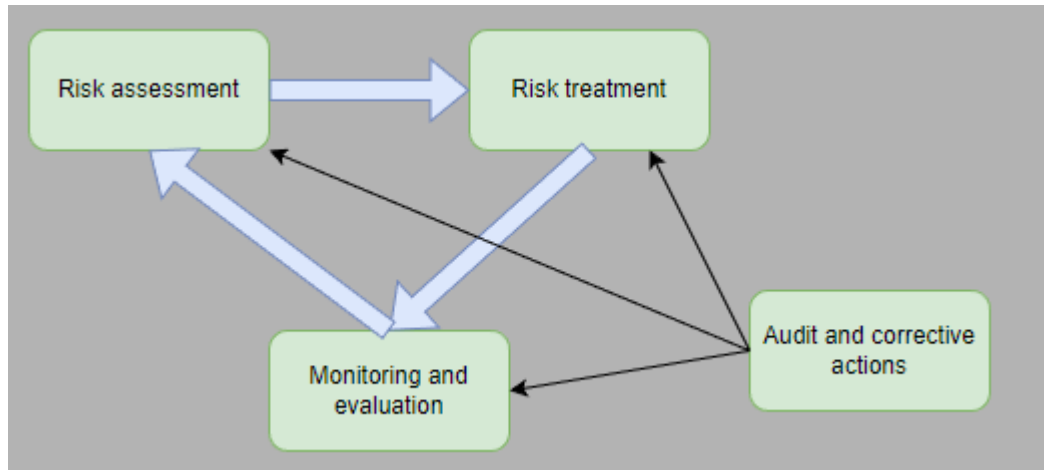 Risk assessment
Risk treatment
Audit and corrective
actions
Monitoring and
evaluation